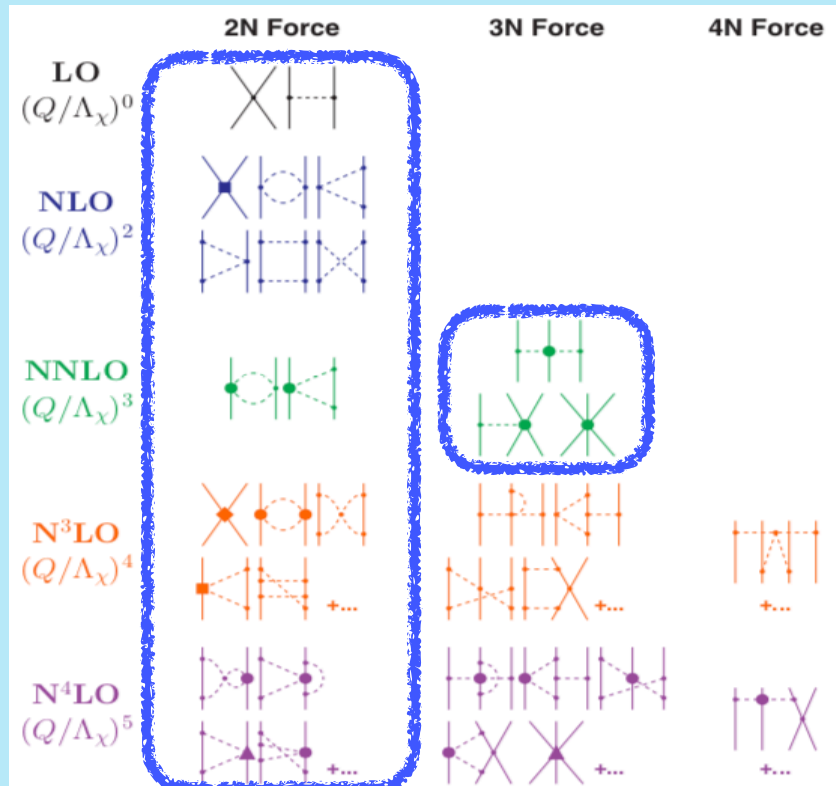 2N Force 3N Force 4N Force
LO
(Q/Λχ)⁰
NLO
(Q/Λχ)²
NNLO
(Q/Λχ)³
N³LO
(Q/Λχ)⁴
+... +... +...
N⁴LO
(Q/Λχ)⁵
+... +... +...